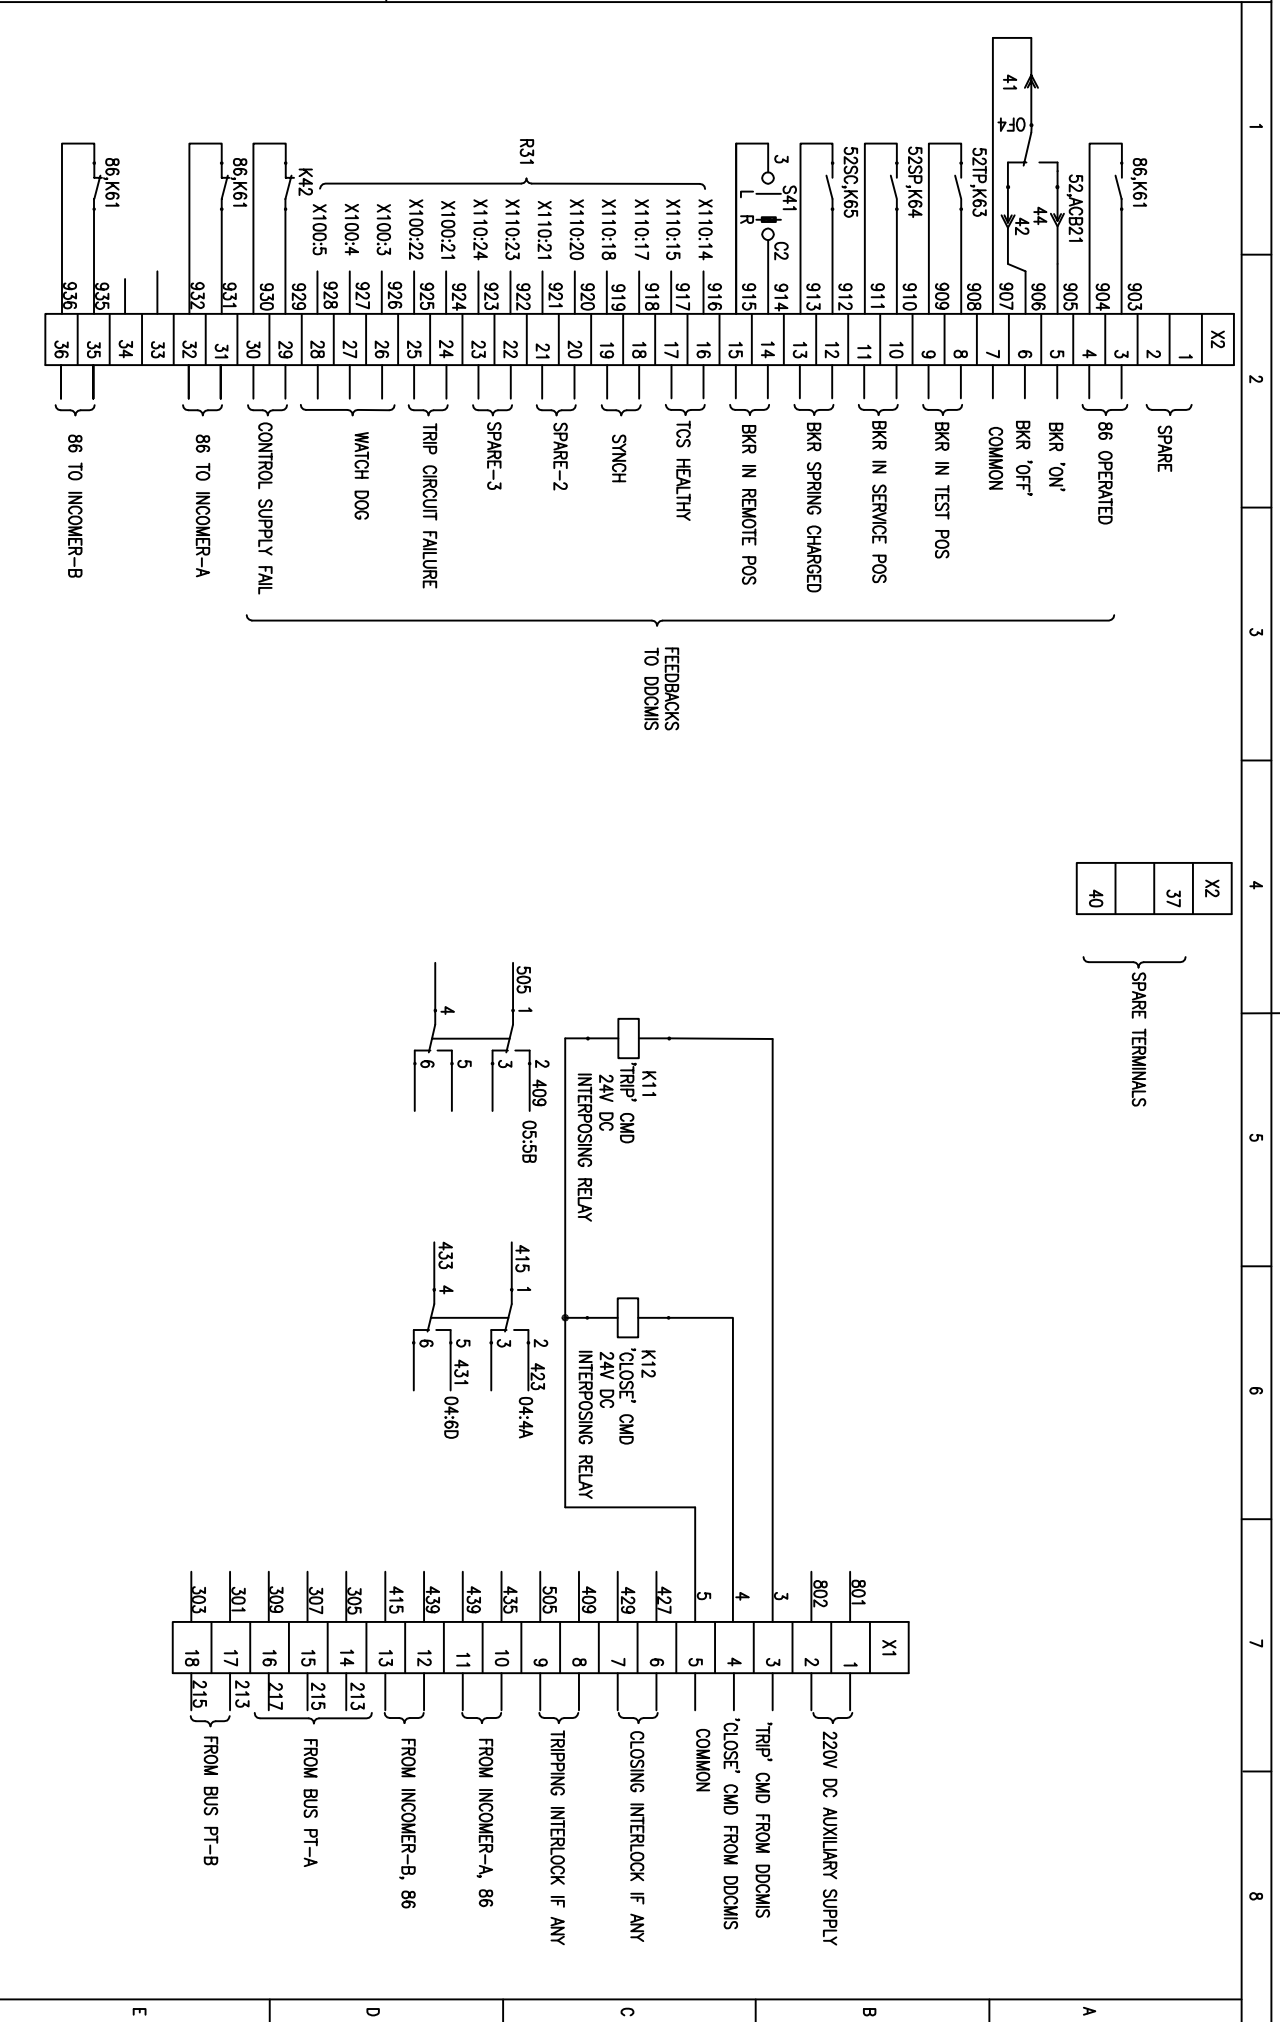 1
2
3
4
5
6
7
8
A
B
C
D
E
X2
1
2
SPARE
86,K61
903
904
3
4
86 OPERATED
52,ACB21
41
OF4
44
42
905
906
907
5
6
7
BKR 'ON'
BKR 'OFF'
COMMON
52TP,K63
908
909
8
9
BKR IN TEST POS
52SP,K64
910
911
10
11
BKR IN SERVICE POS
52SC,K65
912
913
12
13
BKR SPRING CHARGED
3
S41
C2
L
R
914
915
14
15
BKR IN REMOTE POS
R31
X110:14
916
16
X110:15
917
17
TCS HEALTHY
X110:17
918
18
X110:18
919
19
SYNCH
X110:20
920
20
X110:21
921
21
SPARE-2
X110:23
922
22
X110:24
923
23
SPARE-3
X100:21
924
24
X100:22
925
25
TRIP CIRCUIT FAILURE
X100:3
926
26
X100:4
927
27
X100:5
928
28
WATCH DOG
K42
929
930
29
30
CONTROL SUPPLY FAIL
86,K61
931
932
31
32
86 TO INCOMER-A
33
34
86,K61
935
936
35
36
86 TO INCOMER-B
FEEDBACKS
TO DDCMIS
X2
37
40
SPARE TERMINALS
K11
'TRIP' CMD
24V DC
INTERPOSING RELAY
505 1
2 409 05:5B
3
4
5
6
K12
'CLOSE' CMD
24V DC
INTERPOSING RELAY
415 1
2 423 04:4A
3
433 4
5 431 04:6D
6
X1
801
1
802
2
220V DC AUXILIARY SUPPLY
3
3
'TRIP' CMD FROM DDCMIS
4
4
'CLOSE' CMD FROM DDCMIS
5
5
COMMON
427
6
429
7
CLOSING INTERLOCK IF ANY
409
8
505
9
TRIPPING INTERLOCK IF ANY
435
10
439
11
FROM INCOMER-A, 86
439
12
415
13
FROM INCOMER-B, 86
305
14
213
307
15
215
309
16
217
FROM BUS PT-A
301
17
213
303
18
215
FROM BUS PT-B